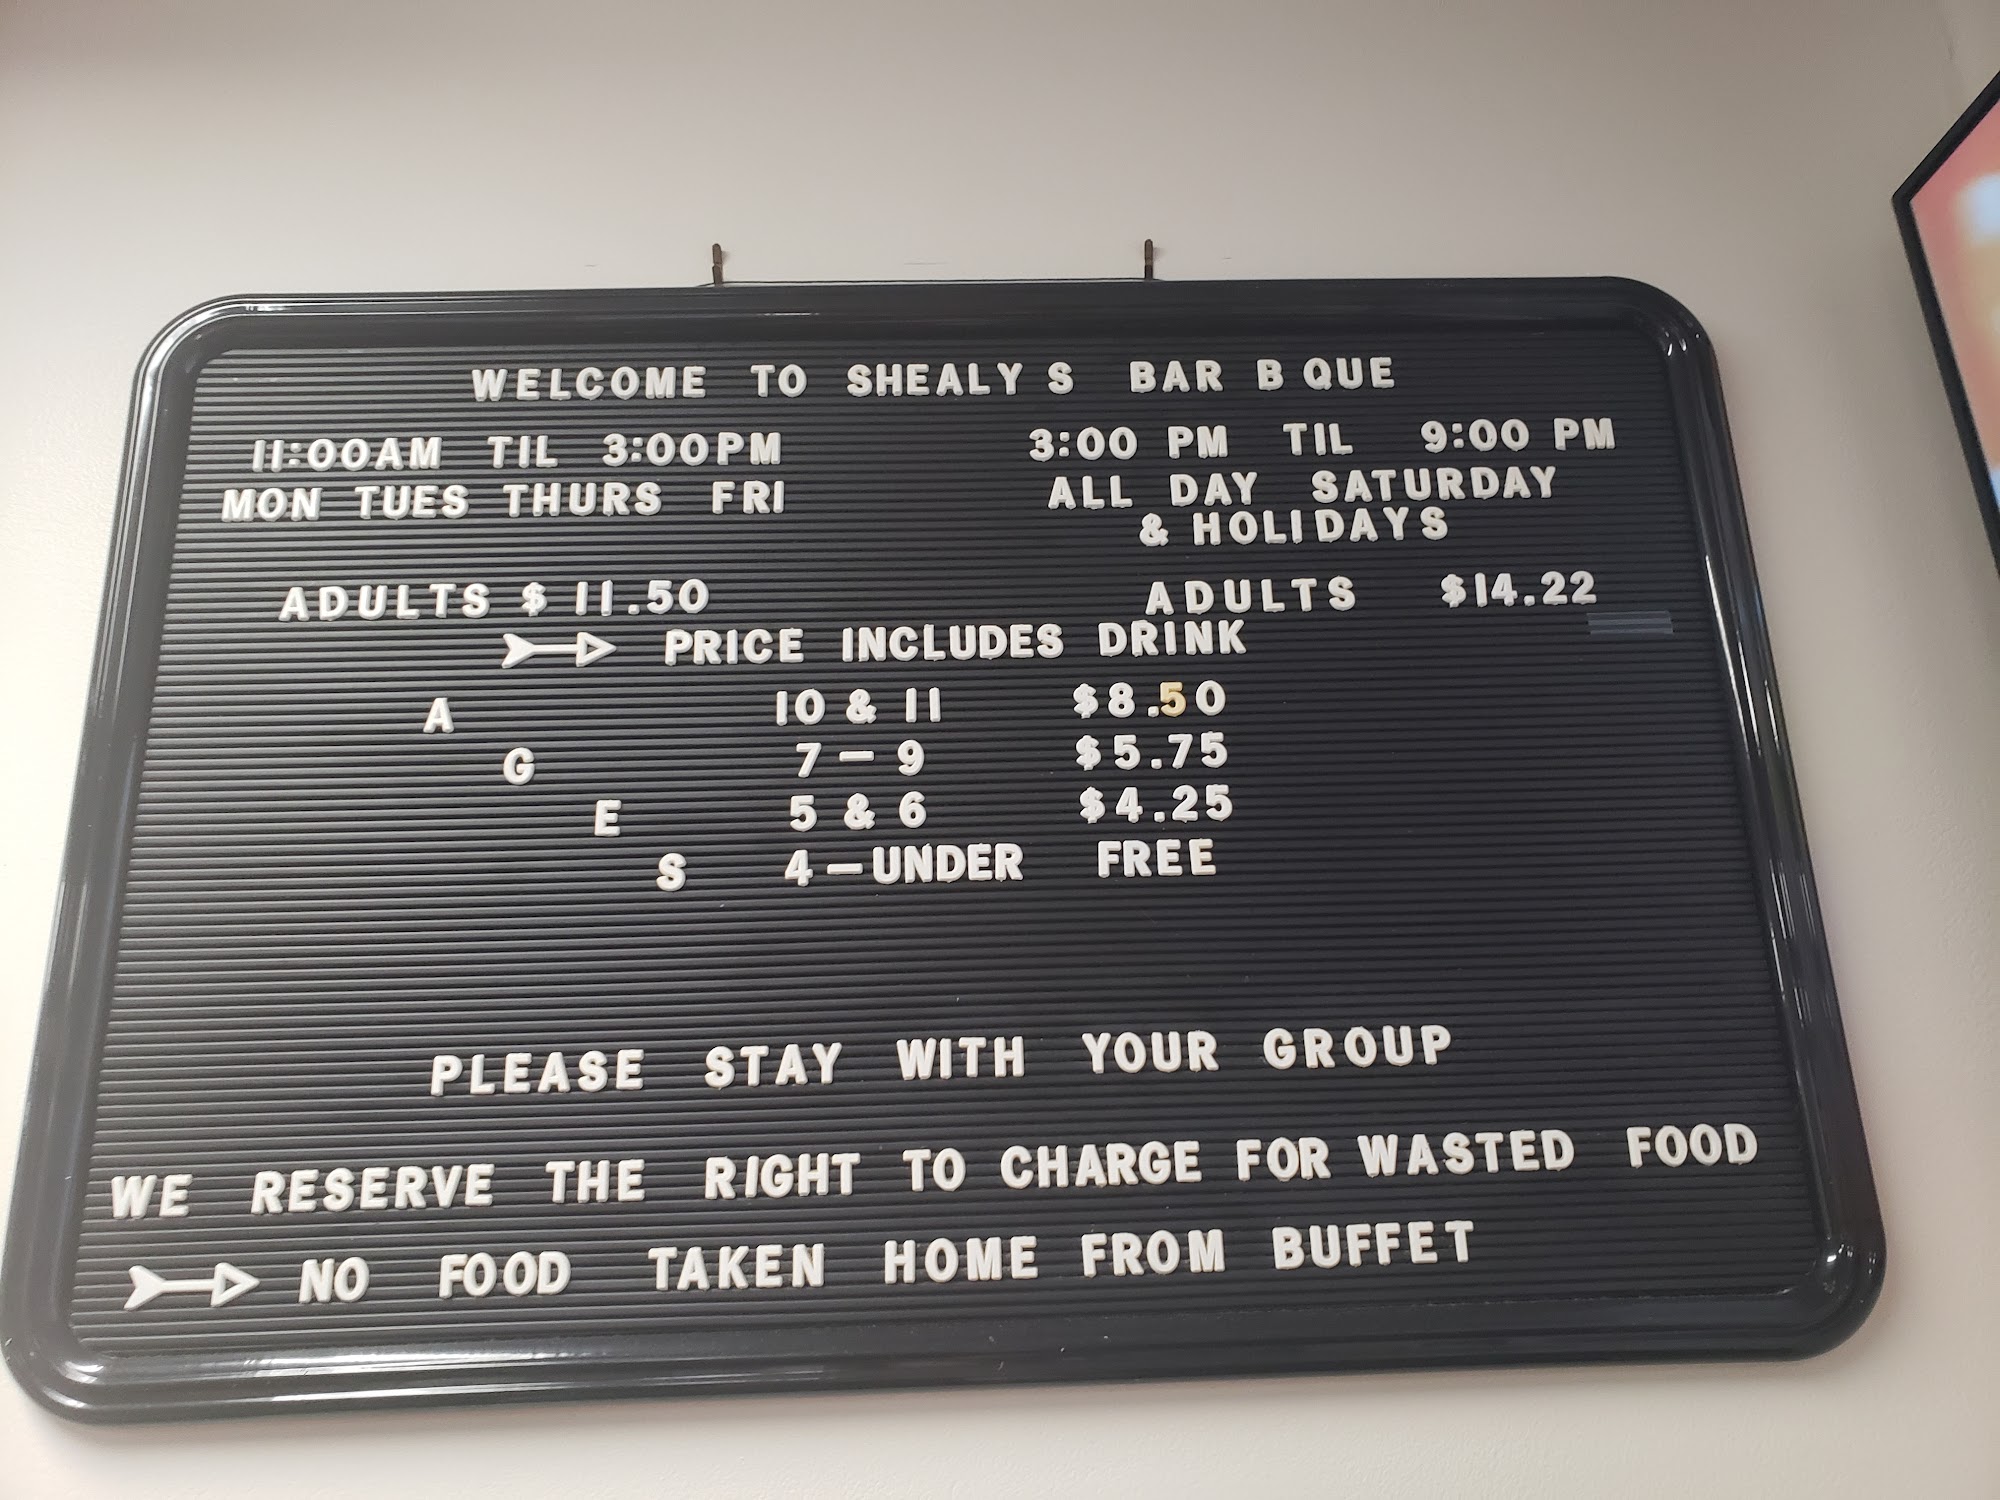 WELCOME TO SHEALY S BAR B QUE
11:00AM TIL 3:00PM
MON TUES THURS FRI
3:00 PM TIL 9:00 PM
ALL DAY SATURDAY
& HOLIDAYS
ADULTS $ 11.50
ADULTS $14.22
PRICE INCLUDES DRINK
A 10 & 11 $8.50
G 7 – 9 $5.75
E 5 & 6 $4.25
S 4 – UNDER FREE
PLEASE STAY WITH YOUR GROUP
WE RESERVE THE RIGHT TO CHARGE FOR WASTED FOOD
NO FOOD TAKEN HOME FROM BUFFET